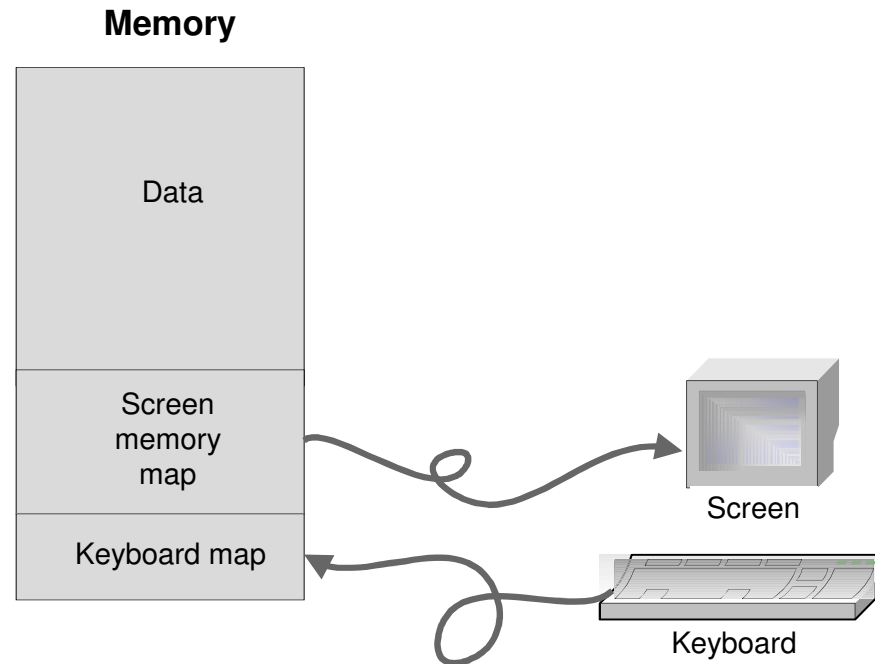 Memory
Data
Screen
memory
map
Screen
Keyboard map
Keyboard